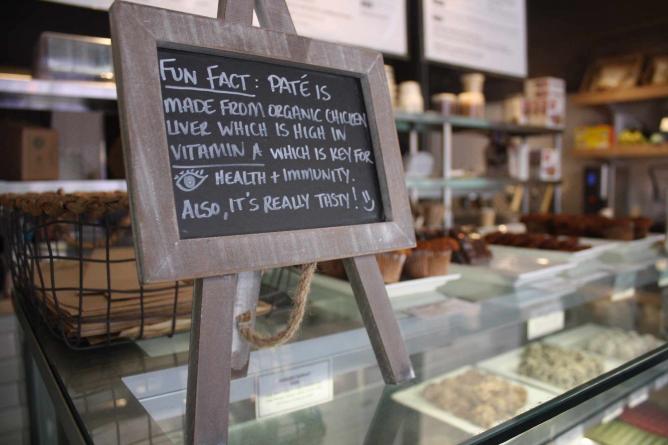 FUN FACT: PATÉ IS
MADE FROM ORGANIC CHICKEN
LIVER WHICH IS HIGH IN
VITAMIN A WHICH IS KEY FOR
HEALTH + IMMUNITY.
ALSO, IT'S REALLY TASTY! :)